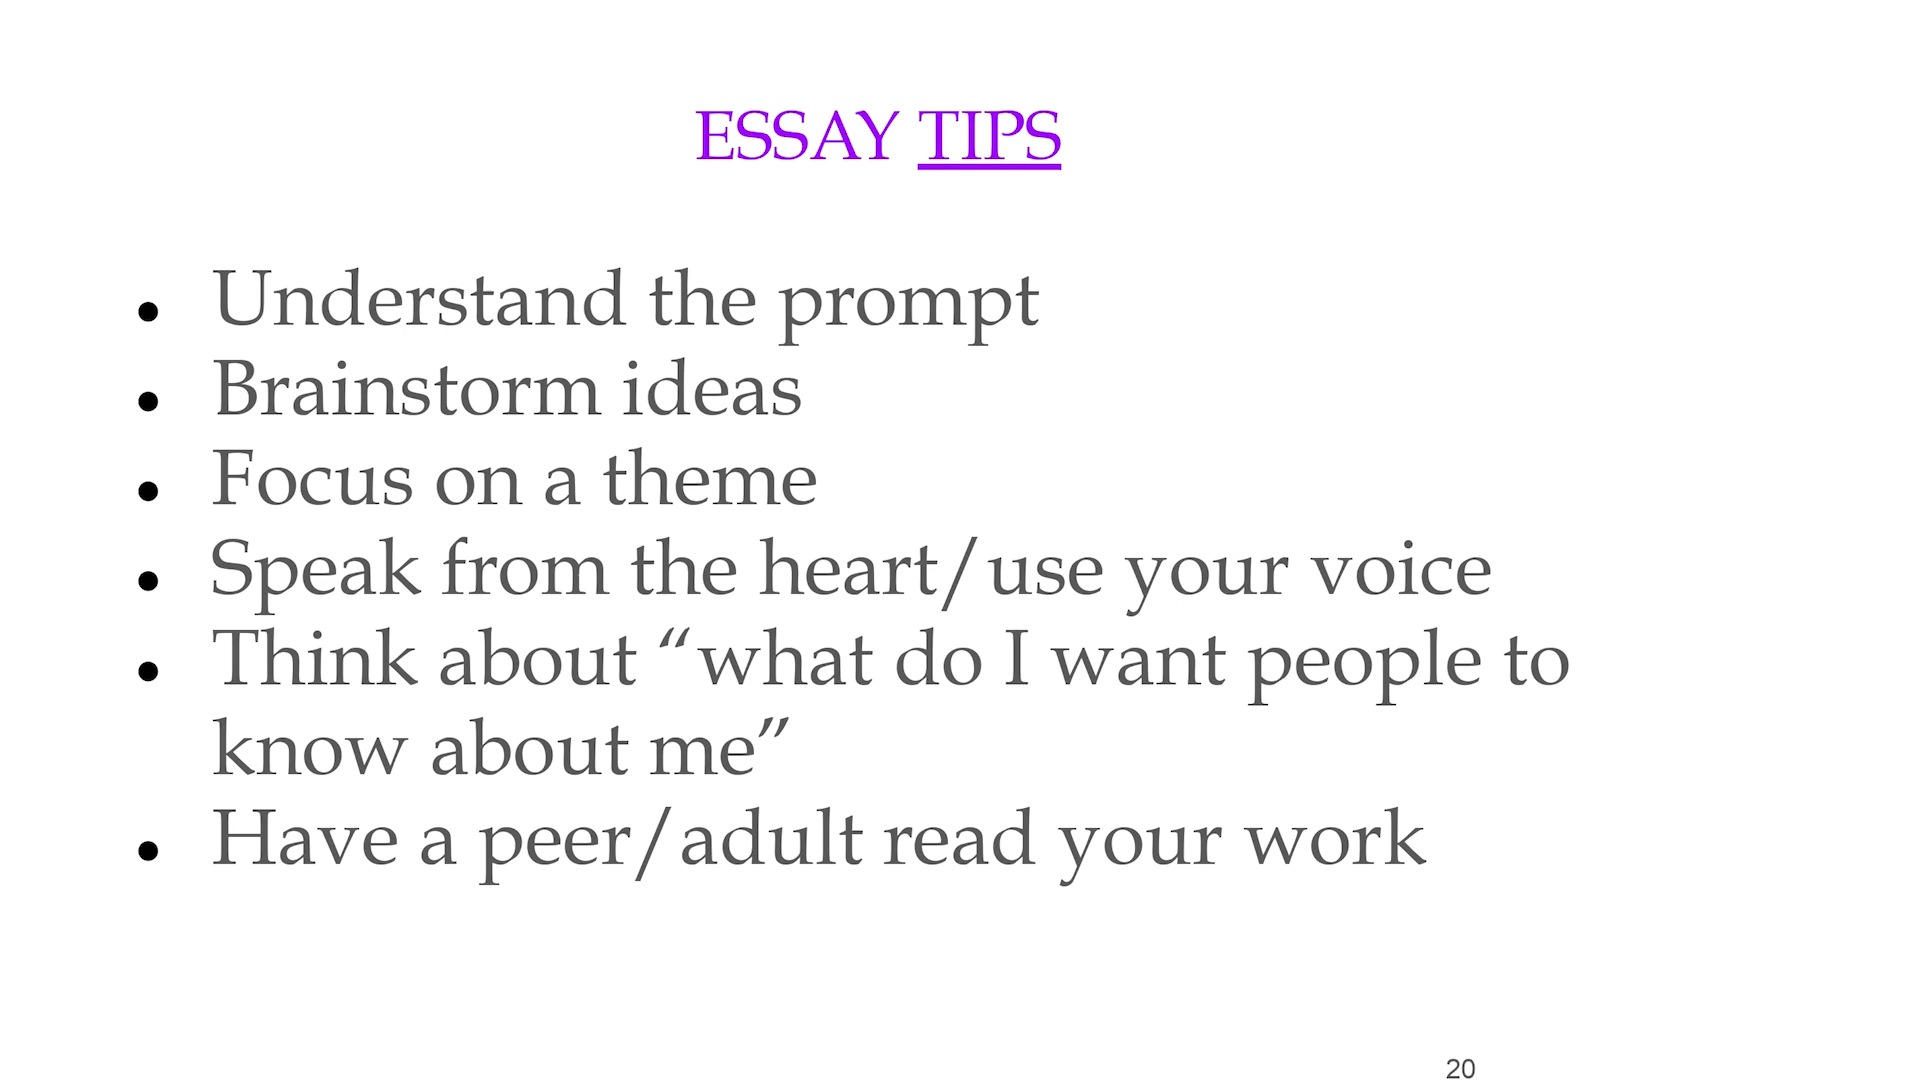 ESSAY TIPS
● Understand the prompt
● Brainstorm ideas
● Focus on a theme
● Speak from the heart/use your voice
● Think about “what do I want people to
know about me”
● Have a peer/adult read your work
20